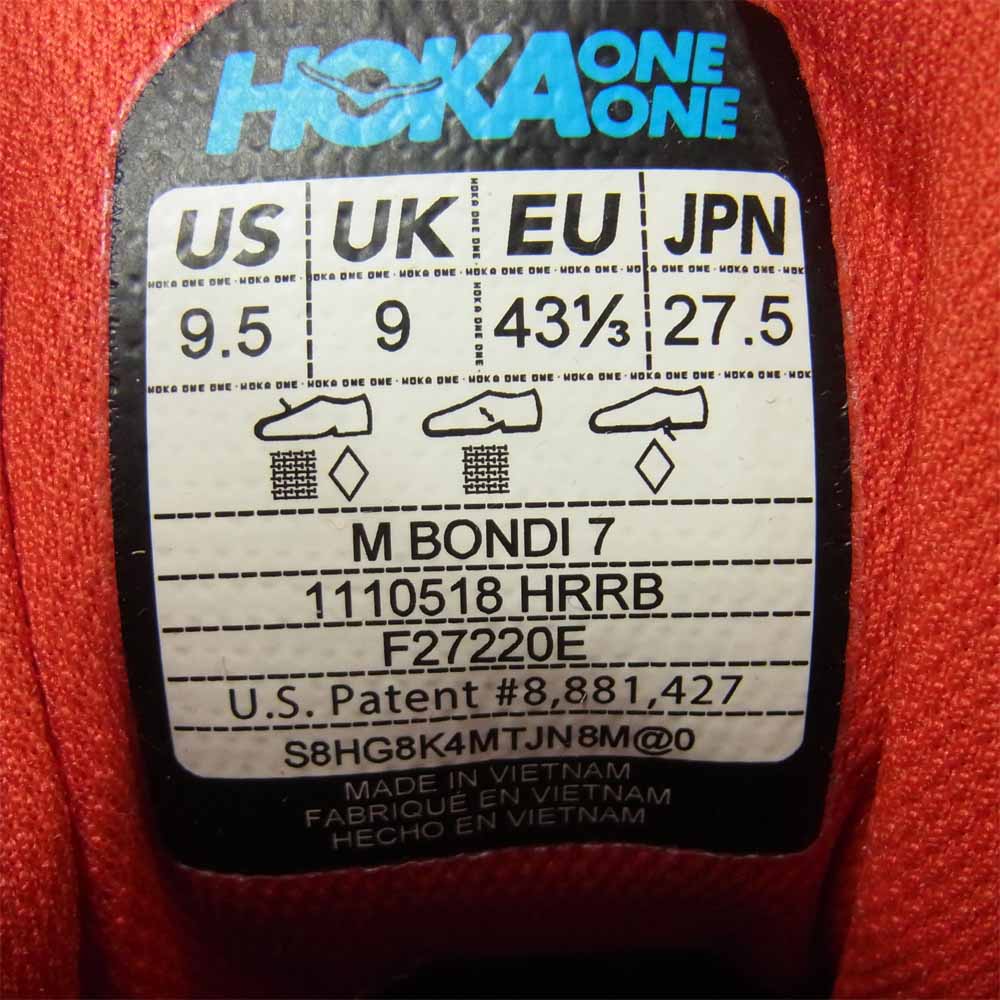 HOKA ONE ONE
US UK EU JPN
9.5 9 43⅓ 27.5
M BONDI 7
1110518 HRRB
F27220E
U.S. Patent #8,881,427
S8HG8K4MTJN8M@0
MADE IN VIETNAM
FABRIQUÉ EN VIETNAM
HECHO EN VIETNAM